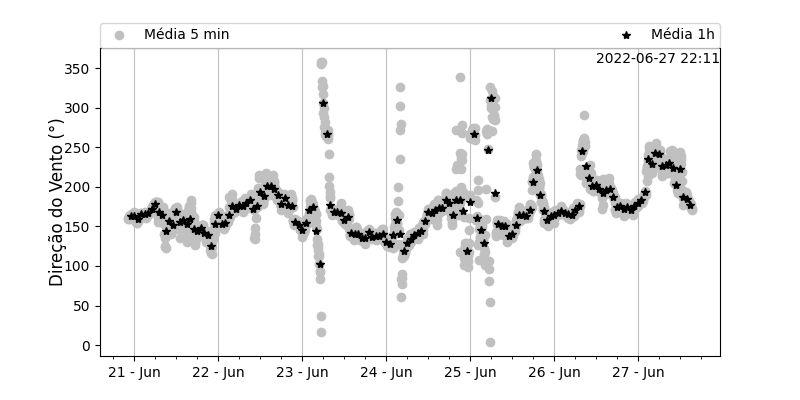 Média 5 min
Média 1h
2022-06-27 22:11
Direção do Vento (°)
350
300
250
200
150
100
50
0
21 - Jun
22 - Jun
23 - Jun
24 - Jun
25 - Jun
26 - Jun
27 - Jun